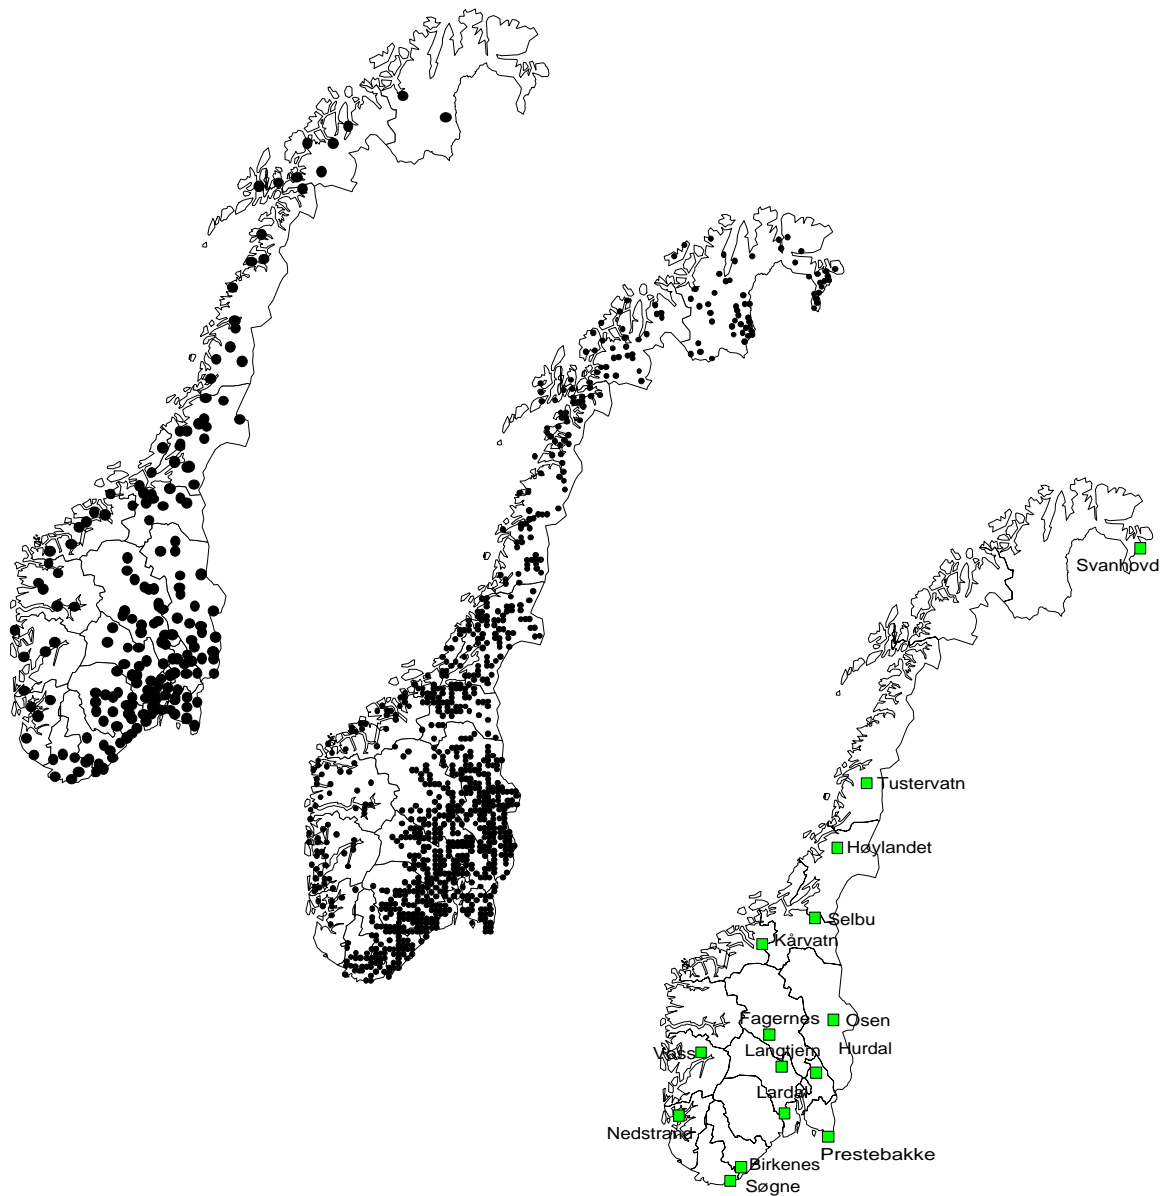 Svanhovd
Tustervatn
Høylandet
Selbu
Kårvatn
Fagernes
Osen
Hurdal
Voss
Langtjern
Lardal
Nedstrand
Prestebakke
Birkenes
Søgne